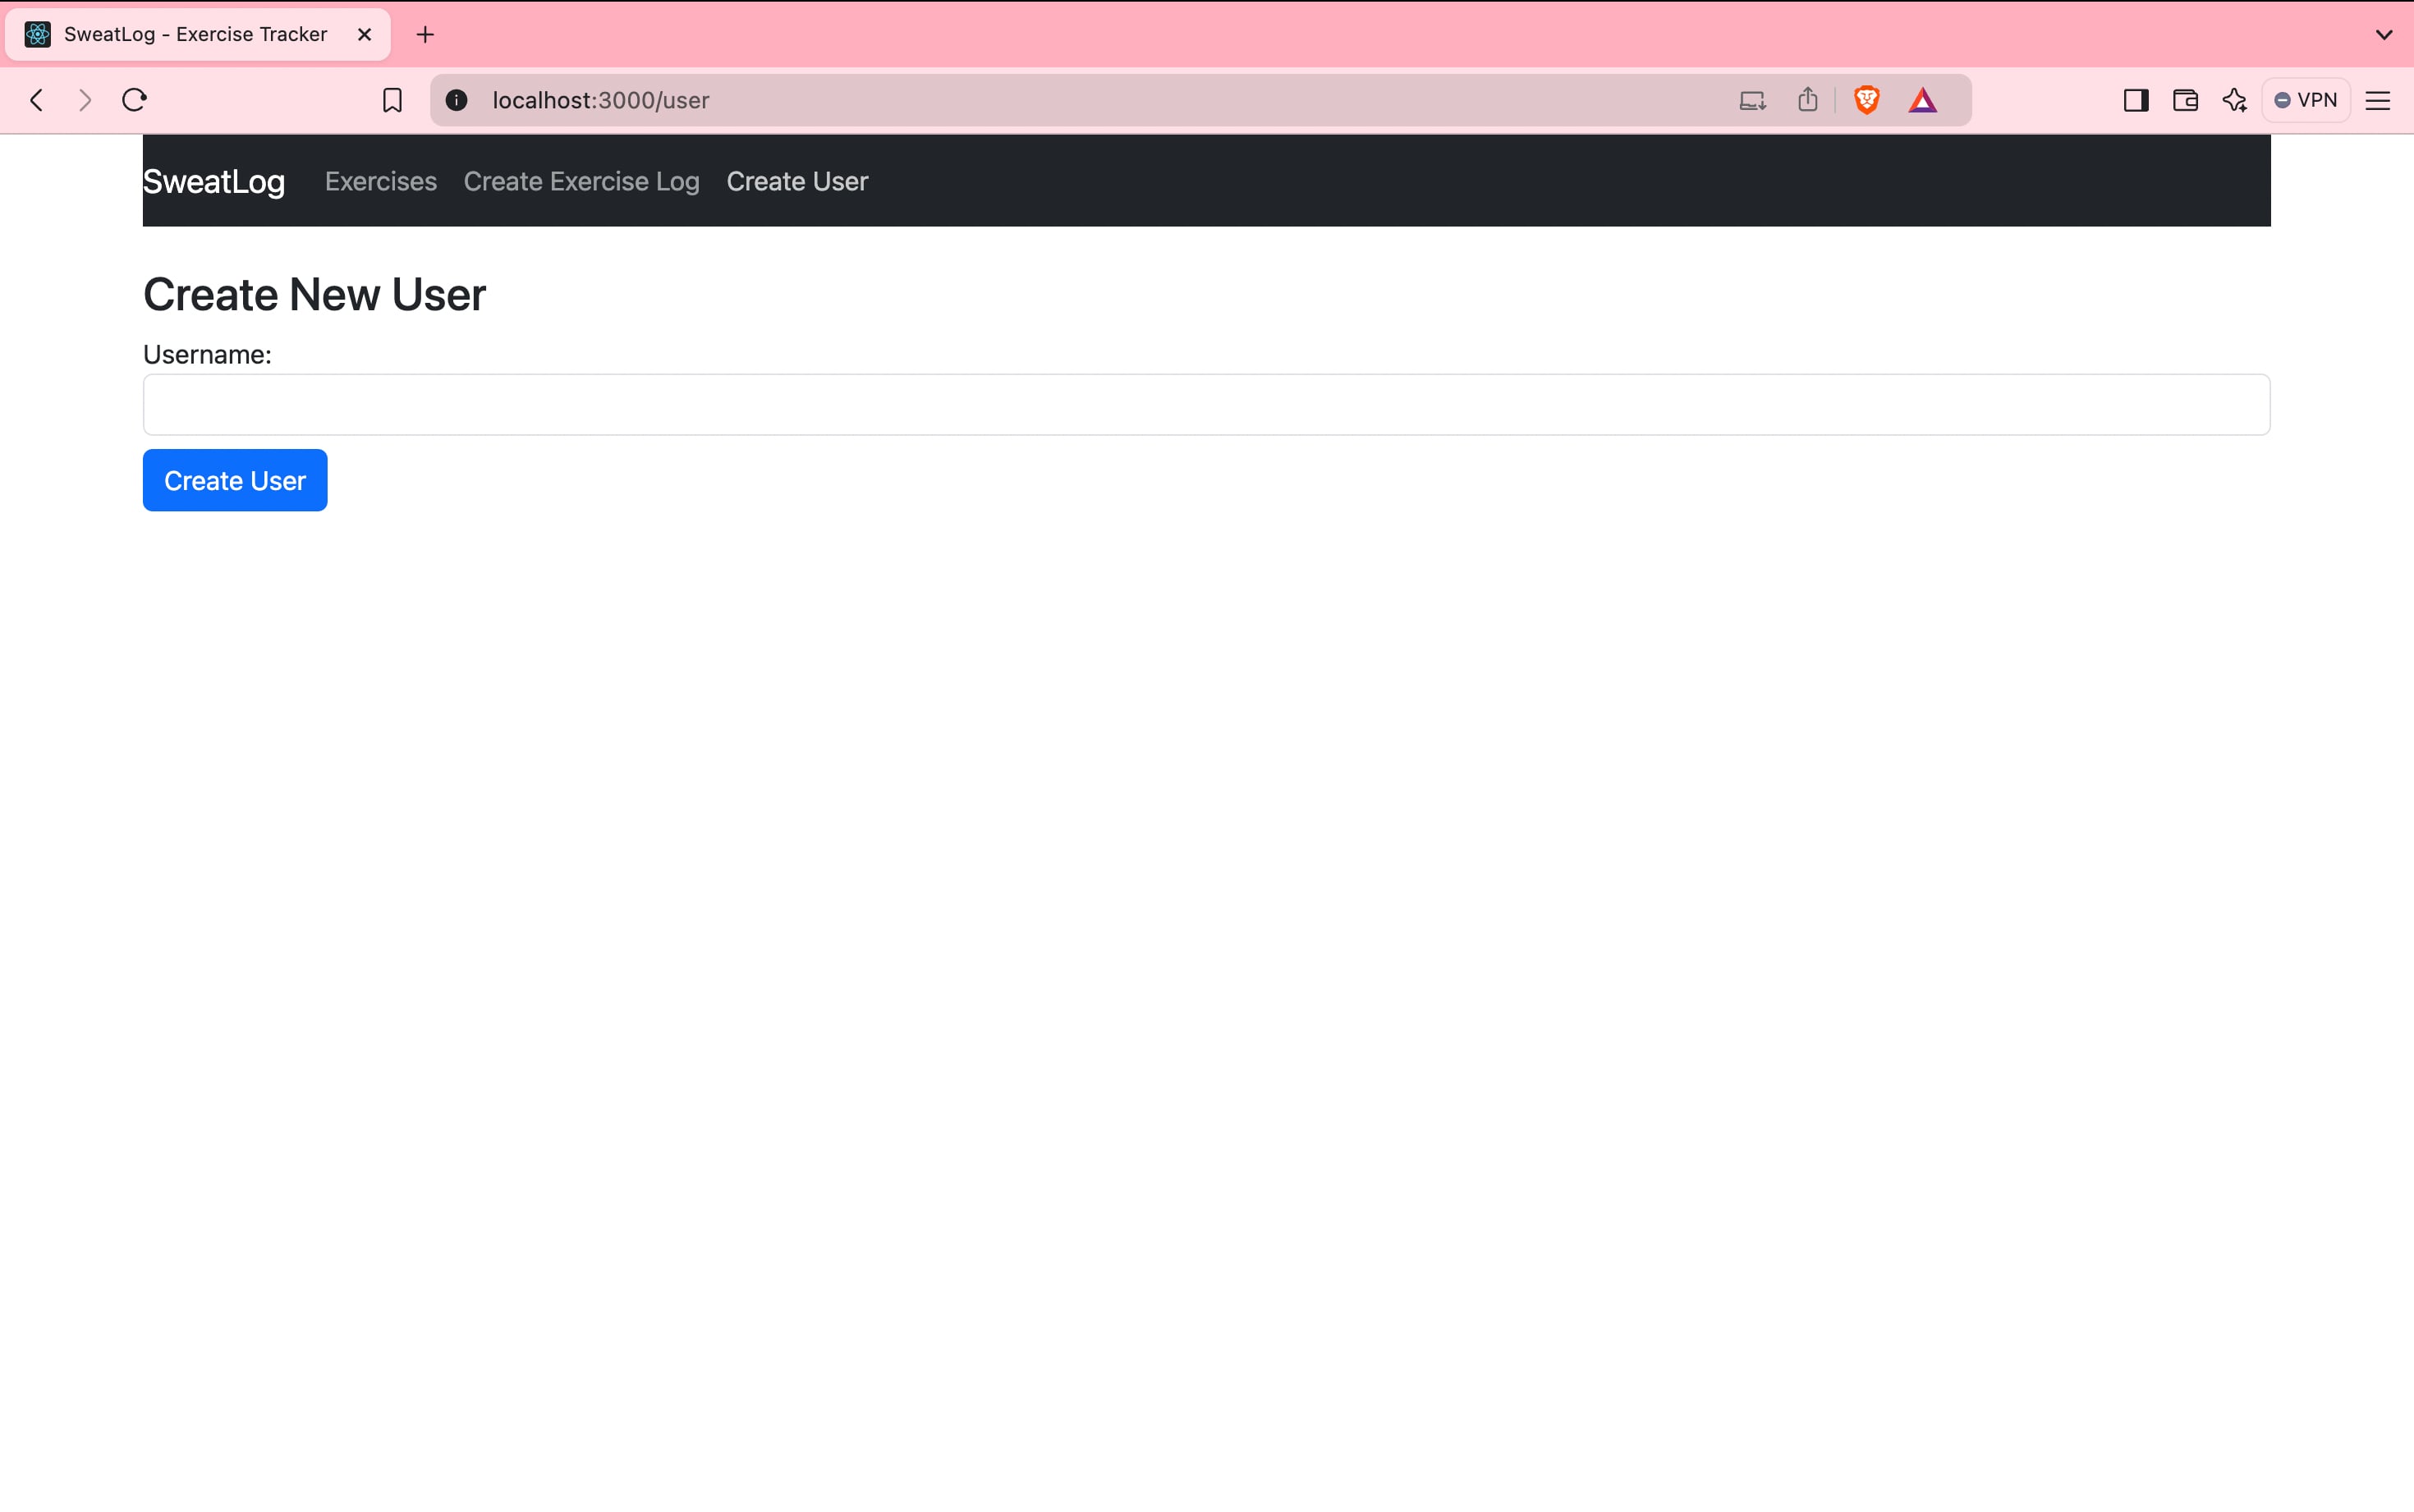 SweatLog - Exercise Tracker
localhost:3000/user
VPN
SweatLog Exercises Create Exercise Log Create User
Create New User
Username:
Create User